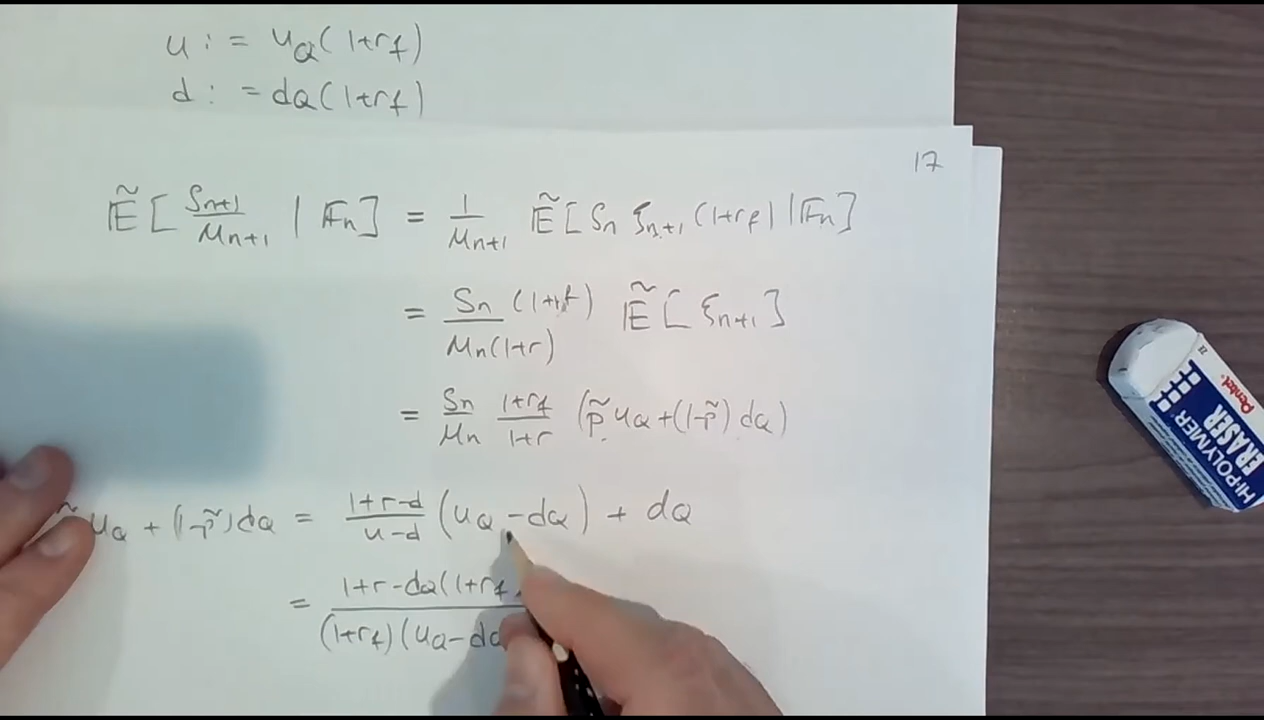 u := u_Q(1+r_f)
d := d_Q(1+r_f)
17
Ẽ[ S_{n+1}/M_{n+1} | F_n ] = 1/M_{n+1} Ẽ[ S_n ξ_{n+1} (1+r_f) | F_n ]
= S_n (1+r_f) / M_n(1+r) Ẽ[ ξ_{n+1} ]
= S_n/M_n 1+r_f/1+r (p̃ u_Q + (1-p̃) d_Q)
u_Q + (1-p̃) d_Q = 1+r-d/u-d (u_Q - d_Q) + d_Q
= 1+r-d_Q(1+r_f / (1+r_f)(u_Q-d_Q
Pentel
HI-POLYMER
ERASER